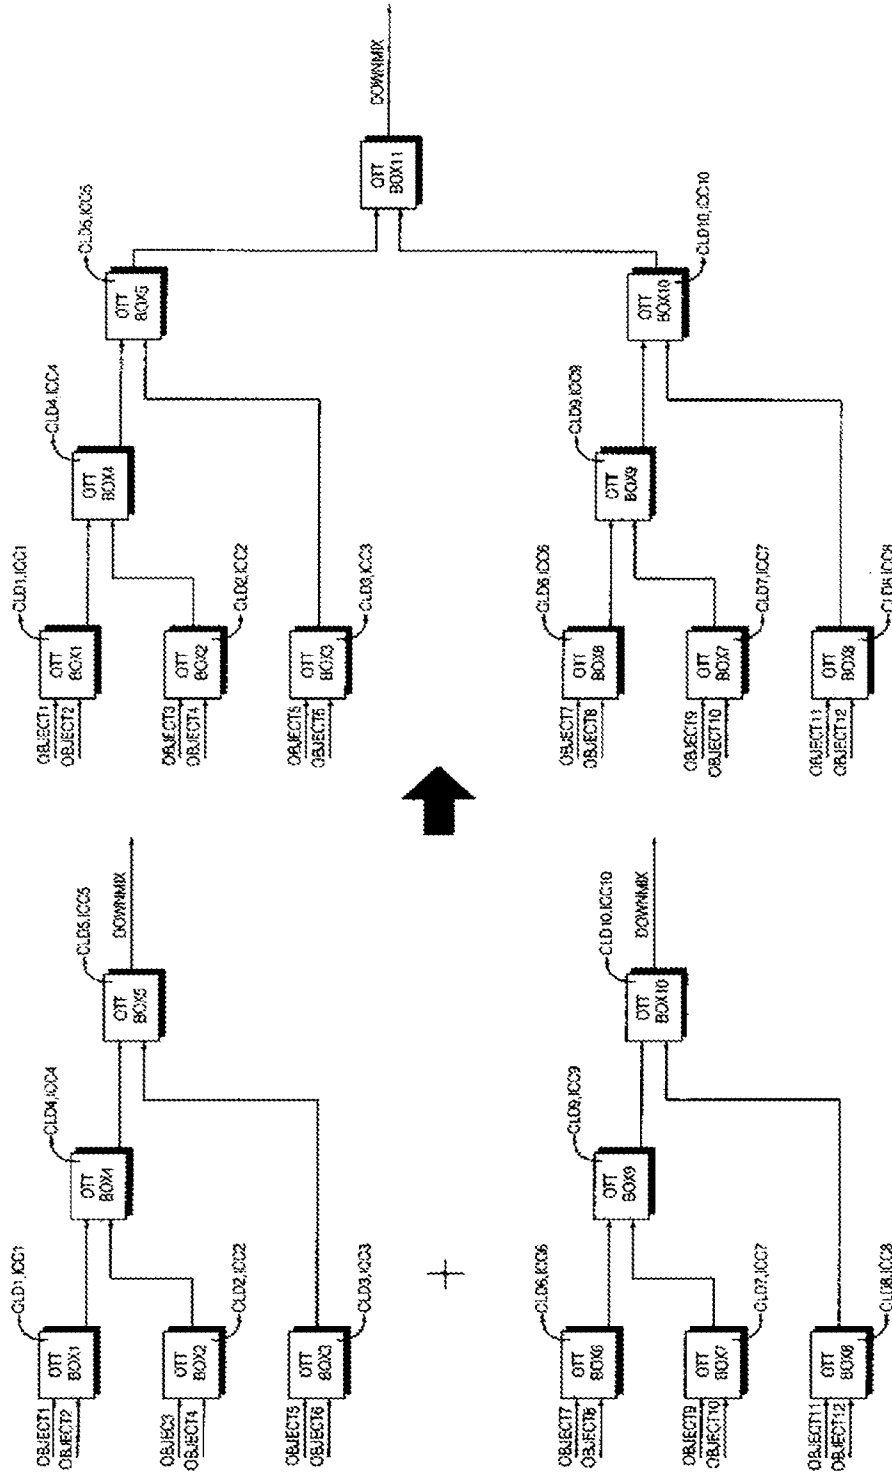 CLD1,ICC1
OBJECT1
OBJECT2
OTT
BOX1
CLD4,ICC4
OTT
BOX4
CLD5,ICC5
OTT
BOX5
DOWNMIX
OBJEC3
OBJECT4
OTT
BOX2
CLD2,ICC2
OBJECT5
OBJECT6
OTT
BOX3
CLD3,ICC3
+
CLD6,ICC6
OBJECT7
OBJECT8
OTT
BOX6
CLD9,ICC9
OTT
BOX9
CLD10,ICC10
OTT
BOX10
DOWNMIX
OBJECT9
OBJECT10
OTT
BOX7
CLD7,ICC7
OBJECT11
OBJECT12
OTT
BOX8
CLD8,ICC8
CLD1,ICC1
OBJECT1
OBJECT2
OTT
BOX1
CLD4,ICC4
OTT
BOX4
CLD5,ICC5
OTT
BOX5
OBJECT3
OBJECT4
OTT
BOX2
CLD2,ICC2
OBJECT5
OBJECT6
OTT
BOX3
CLD3,ICC3
OTT
BOX11
DOWNMIX
CLD6,ICC6
OBJECT7
OBJECT8
OTT
BOX6
CLD9,ICC9
OTT
BOX9
OTT
BOX10
CLD10,ICC10
OBJECT9
OBJECT10
OTT
BOX7
CLD7,ICC7
OBJECT11
OBJECT12
OTT
BOX8
CLD8,ICC8